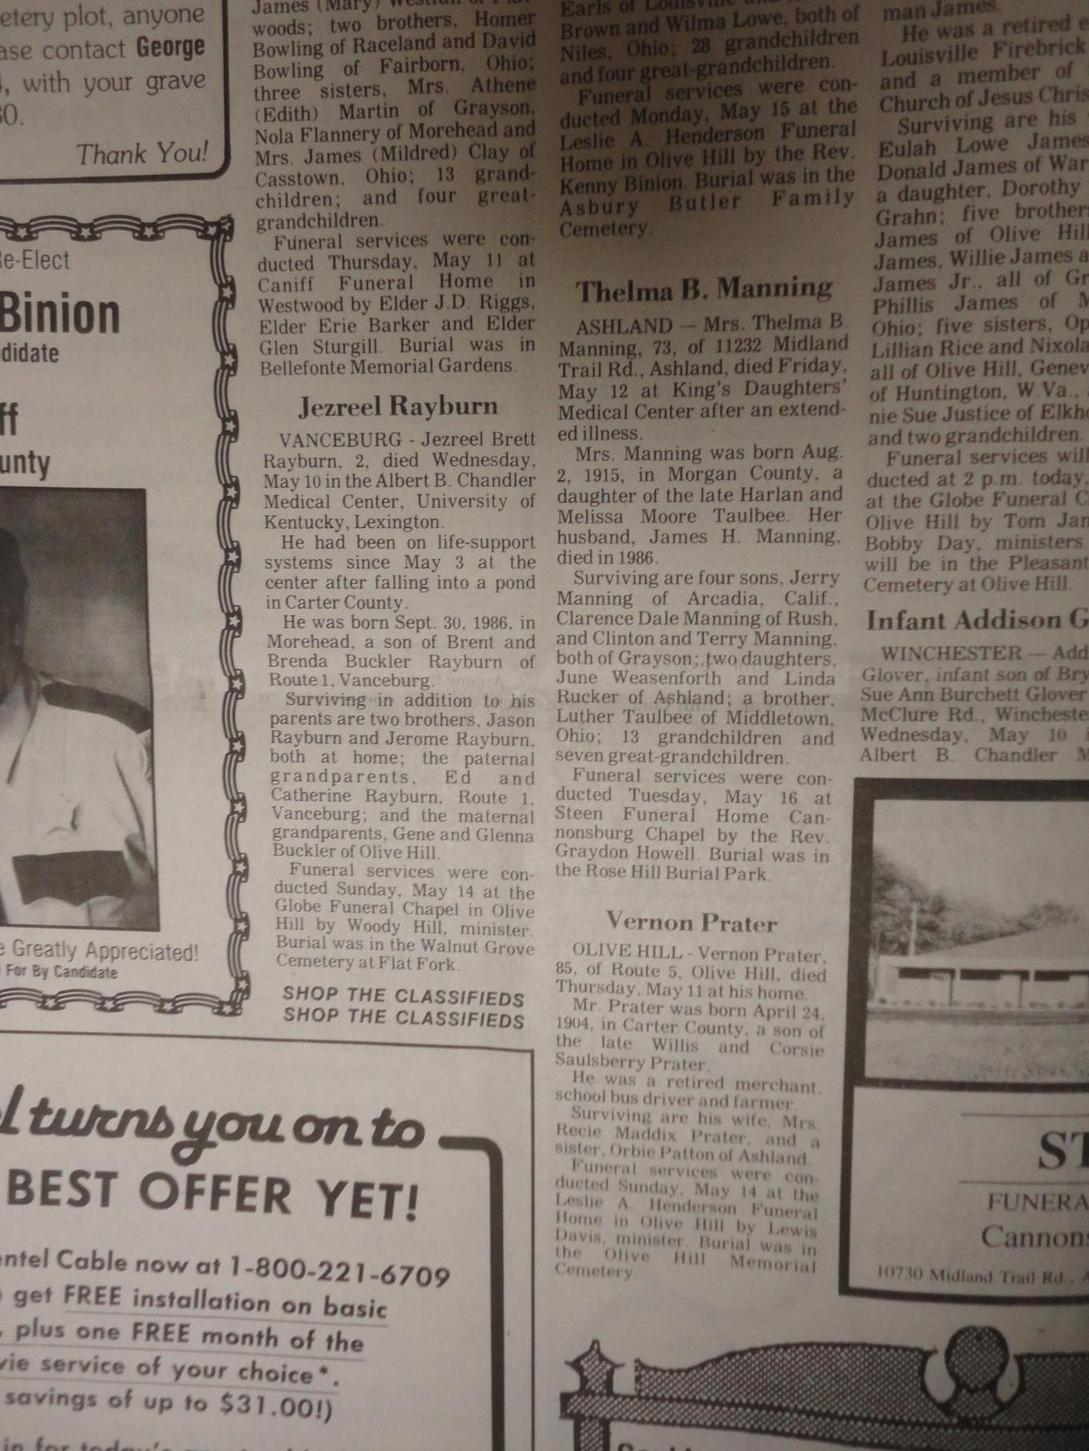 etery plot, anyone
ase contact George
, with your grave
80.
Thank You!
Re-Elect
Binion
didate
ff
unty
e Greatly Appreciated!
For By Candidate
woods; two brothers, Homer
Bowling of Raceland and David
Bowling of Fairborn, Ohio;
three sisters, Mrs. Athene
(Edith) Martin of Grayson,
Nola Flannery of Morehead and
Mrs. James (Mildred) Clay of
Casstown, Ohio; 13 grand-
children; and four great-
grandchildren.
Funeral services were con-
ducted Thursday, May 11 at
Caniff Funeral Home in
Westwood by Elder J.D. Riggs,
Elder Erie Barker and Elder
Glen Sturgill. Burial was in
Bellefonte Memorial Gardens.
Jezreel Rayburn
VANCEBURG - Jezreel Brett
Rayburn, 2, died Wednesday,
May 10 in the Albert B. Chandler
Medical Center, University of
Kentucky, Lexington.
He had been on life-support
systems since May 3 at the
center after falling into a pond
in Carter County.
He was born Sept. 30, 1986, in
Morehead, a son of Brent and
Brenda Buckler Rayburn of
Route 1, Vanceburg.
Surviving in addition to his
parents are two brothers, Jason
Rayburn and Jerome Rayburn,
both at home; the paternal
grandparents, Ed and
Catherine Rayburn, Route 1,
Vanceburg; and the maternal
grandparents, Gene and Glenna
Buckler of Olive Hill.
Funeral services were con-
ducted Sunday, May 14 at the
Globe Funeral Chapel in Olive
Hill by Woody Hill, minister.
Burial was in the Walnut Grove
Cemetery at Flat Fork.
SHOP THE CLASSIFIEDS
SHOP THE CLASSIFIEDS
l turns you on to
BEST OFFER YET!
entel Cable now at 1-800-221-6709
get FREE installation on basic
, plus one FREE month of the
vie service of your choice*.
savings of up to $31.00!)
Earls of Louisville and
Brown and Wilma Lowe, both of
Niles, Ohio; 28 grandchildren
and four great-grandchildren.
Funeral services were con-
ducted Monday, May 15 at the
Leslie A. Henderson Funeral
Home in Olive Hill by the Rev.
Kenny Binion. Burial was in the
Asbury Butler Family
Cemetery.
Thelma B. Manning
ASHLAND — Mrs. Thelma B.
Manning, 73, of 11232 Midland
Trail Rd., Ashland, died Friday,
May 12 at King's Daughters'
Medical Center after an extend-
ed illness.
Mrs. Manning was born Aug.
2, 1915, in Morgan County, a
daughter of the late Harlan and
Melissa Moore Taulbee. Her
husband, James H. Manning,
died in 1986.
Surviving are four sons, Jerry
Manning of Arcadia, Calif.,
Clarence Dale Manning of Rush,
and Clinton and Terry Manning,
both of Grayson; two daughters,
June Weasenforth and Linda
Rucker of Ashland; a brother,
Luther Taulbee of Middletown,
Ohio; 13 grandchildren and
seven great-grandchildren.
Funeral services were con-
ducted Tuesday, May 16 at
Steen Funeral Home Can-
nonsburg Chapel by the Rev.
Graydon Howell. Burial was in
the Rose Hill Burial Park.
Vernon Prater
OLIVE HILL - Vernon Prater,
85, of Route 5, Olive Hill, died
Thursday, May 11 at his home.
Mr. Prater was born April 24,
1904, in Carter County, a son of
the late Willis and Corsie
Saulsberry Prater.
He was a retired merchant,
school bus driver and farmer.
Surviving are his wife, Mrs.
Recie Maddix Prater, and a
sister, Orbie Patton of Ashland.
Funeral services were con-
ducted Sunday, May 14 at the
Leslie A. Henderson Funeral
Home in Olive Hill by Lewis
Davis, minister. Burial was in
the Olive Hill Memorial
Cemetery
man James.
He was a retired e
Louisville Firebrick
and a member of
Church of Jesus Chris
Surviving are his
Eulah Lowe James
Donald James of War
a daughter, Dorothy
Grahn; five brother
James of Olive Hill
James, Willie James a
James Jr., all of Gr
Phillis James of M
Ohio; five sisters, Op
Lillian Rice and Nixola
all of Olive Hill, Genev
of Huntington, W.Va.,
nie Sue Justice of Elkh
and two grandchildren.
Funeral services will
ducted at 2 p.m. today,
at the Globe Funeral C
Olive Hill by Tom Jan
Bobby Day, ministers.
will be in the Pleasant
Cemetery at Olive Hill.
Infant Addison G
WINCHESTER — Add
Glover, infant son of Bry
Sue Ann Burchett Glover
McClure Rd., Wincheste
Wednesday, May 10 i
Albert B. Chandler M
ST
FUNERA
Cannons
10730 Midland Trail Rd., A